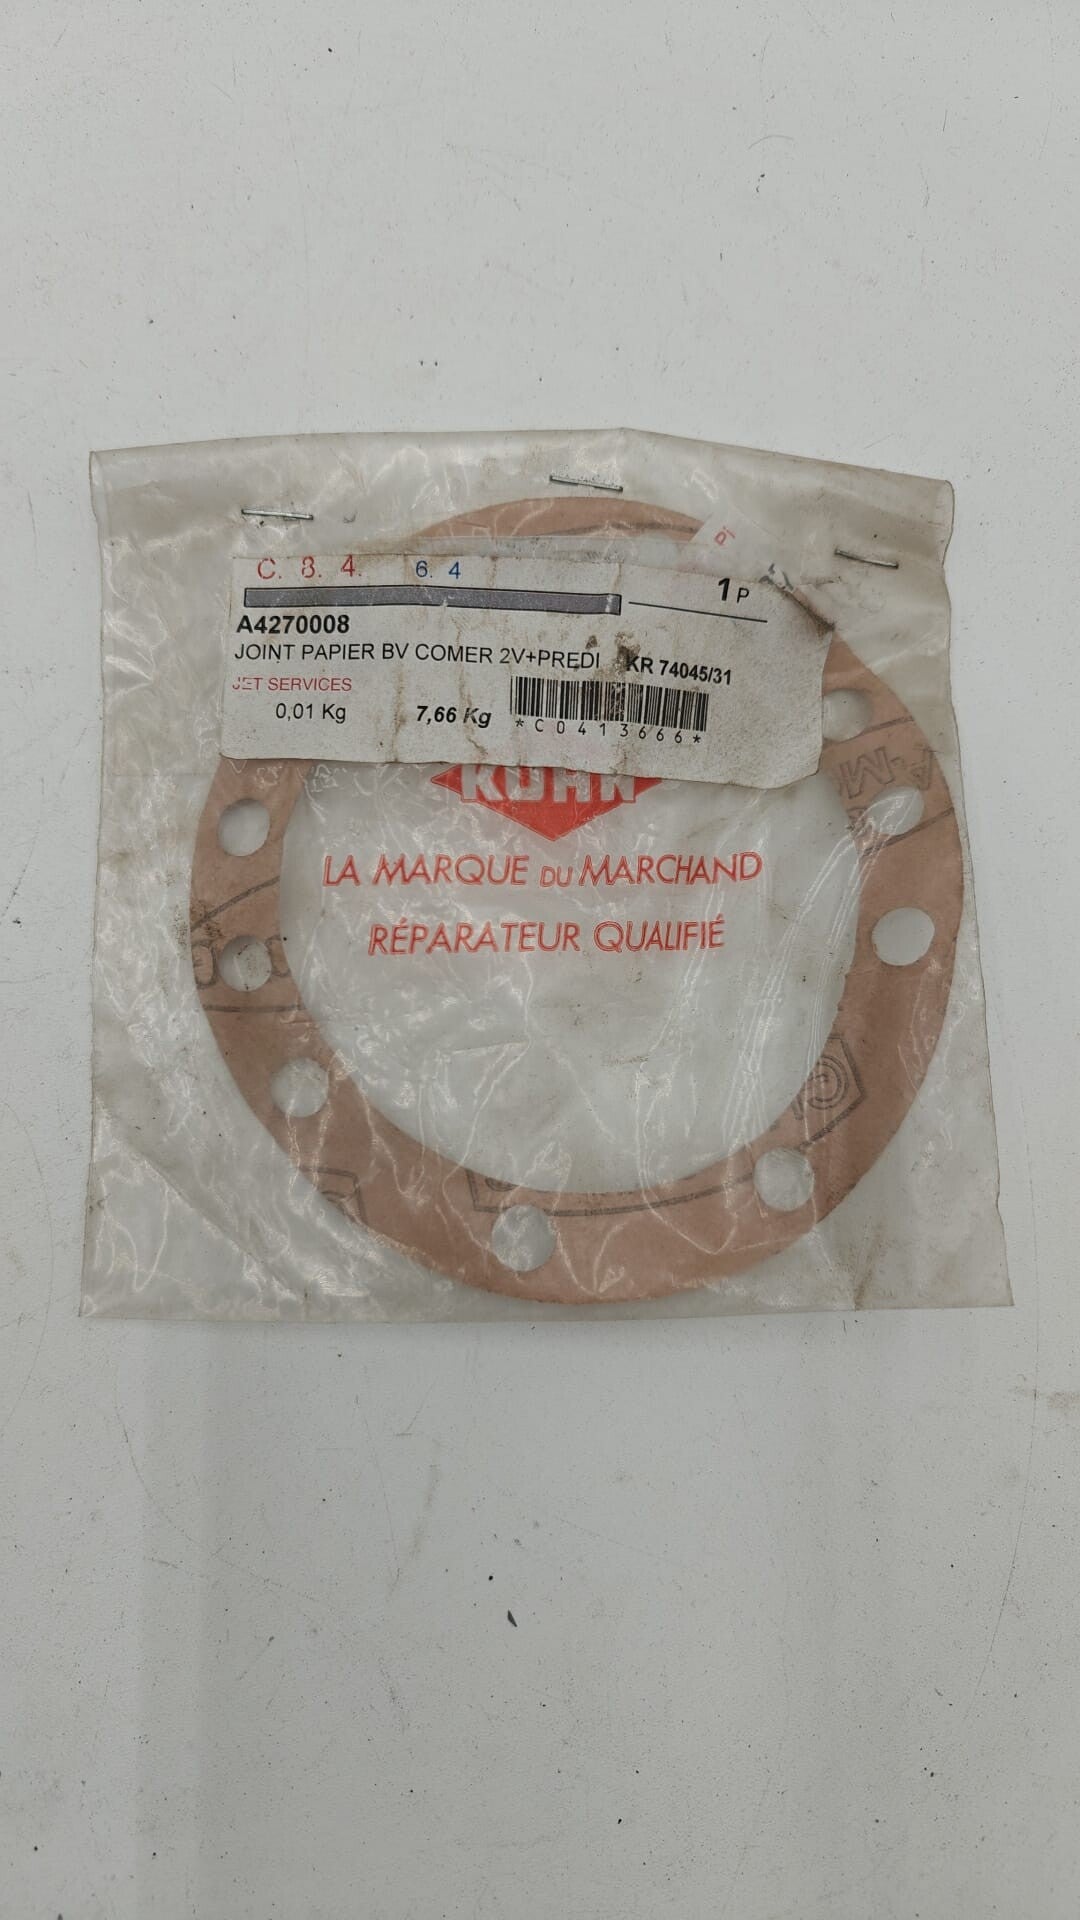 C. 8. 4. 6. 4
1 P
A4270008
JOINT PAPIER BV COMER 2V+PREDI KR 74045/31
JET SERVICES
0,01 Kg 7,66 Kg *C0413666*
KUHN
LA MARQUE DU MARCHAND
RÉPARATEUR QUALIFIÉ